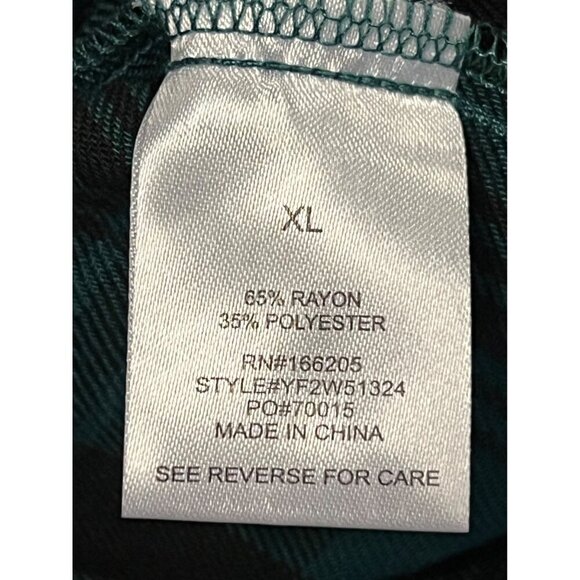 XL
65% RAYON
35% POLYESTER
RN#166205
STYLE#YF2W51324
PO#70015
MADE IN CHINA
SEE REVERSE FOR CARE